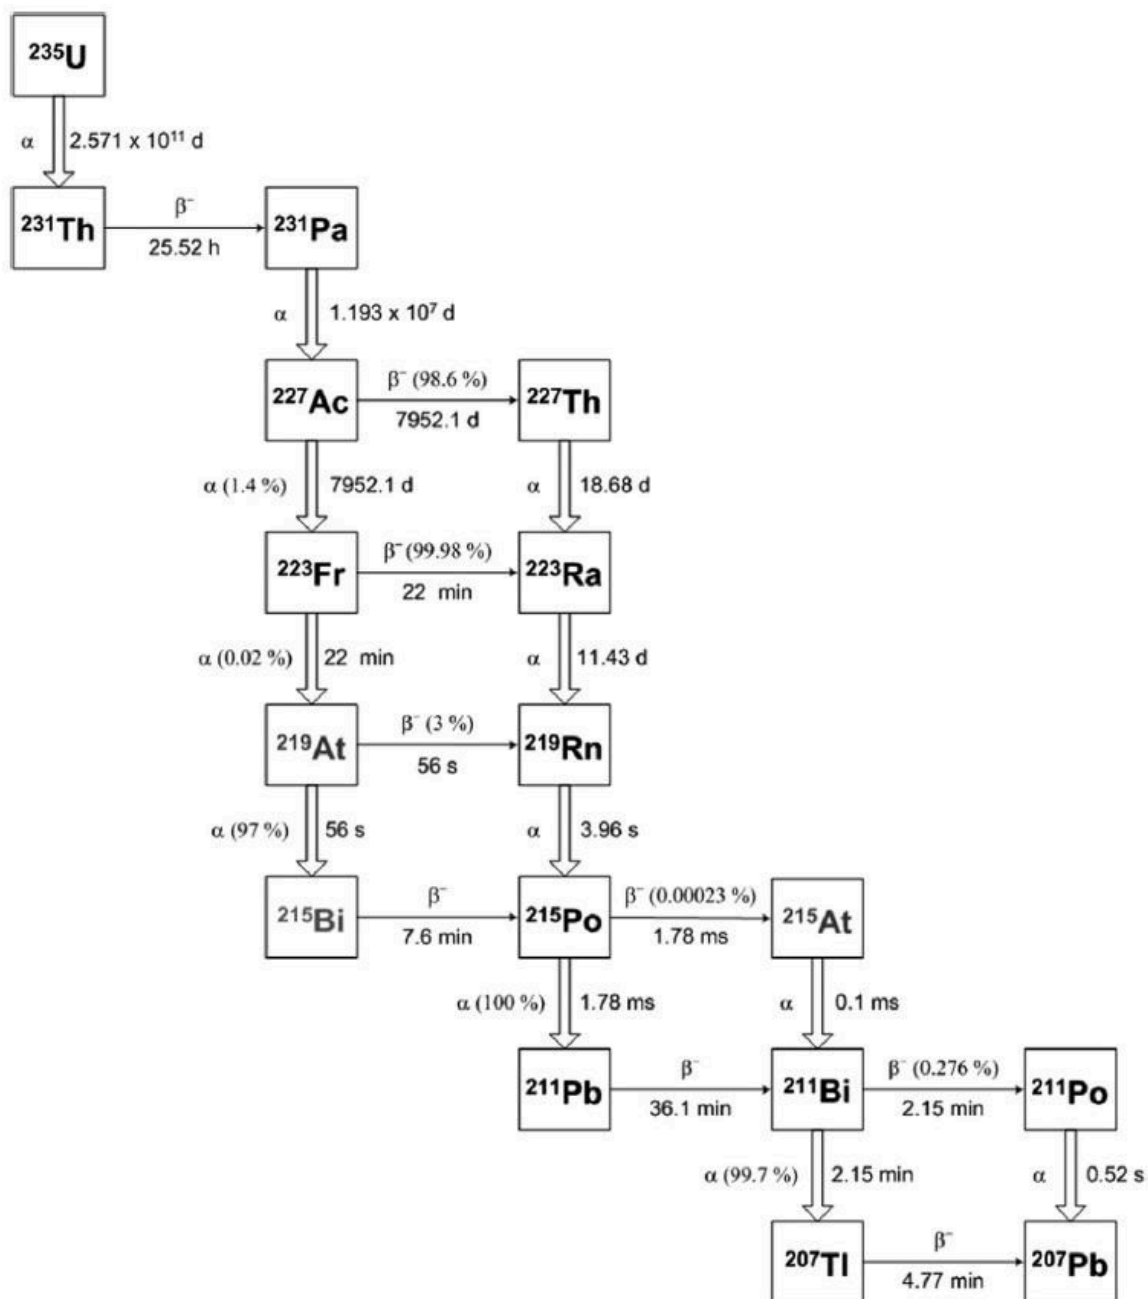 ²³⁵U
α 2.571 x 10¹¹ d
β⁻
²³¹Th ²³¹Pa
25.52 h
α 1.193 x 10⁷ d
β⁻ (98.6 %)
²²⁷Ac ²²⁷Th
7952.1 d
α (1.4 %) 7952.1 d α 18.68 d
β⁻ (99.98 %)
²²³Fr ²²³Ra
22 min
α (0.02 %) 22 min α 11.43 d
β⁻ (3 %)
²¹⁹At ²¹⁹Rn
56 s
α (97 %) 56 s α 3.96 s
β⁻ β⁻ (0.00023 %)
²¹⁵Bi ²¹⁵Po ²¹⁵At
7.6 min 1.78 ms
α (100 %) 1.78 ms α 0.1 ms
β⁻ β⁻ (0.276 %)
²¹¹Pb ²¹¹Bi ²¹¹Po
36.1 min 2.15 min
α (99.7 %) 2.15 min α 0.52 s
β⁻
²⁰⁷Tl ²⁰⁷Pb
4.77 min